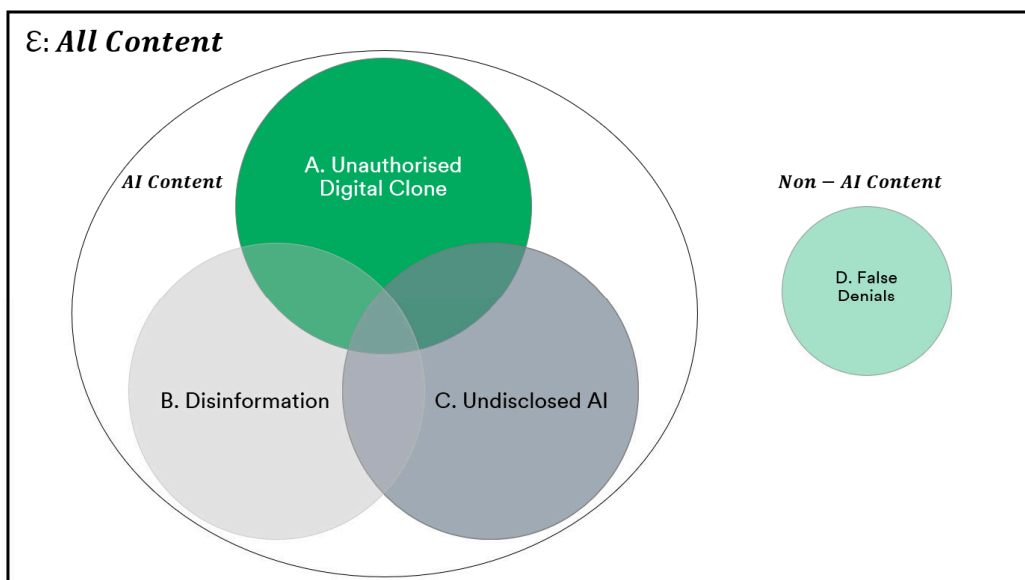 Ɛ: All Content
A. Unauthorised
Digital Clone
AI Content
Non − AI Content
D. False
Denials
B. Disinformation
C. Undisclosed AI